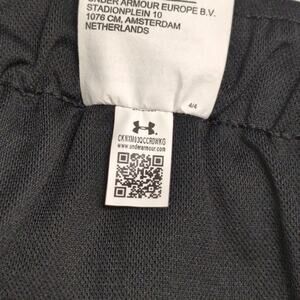 UNDER ARMOUR EUROPE B.V.
STADIONPLEIN 10
1076 CM, AMSTERDAM
NETHERLANDS
4/4
www.underarmour.com